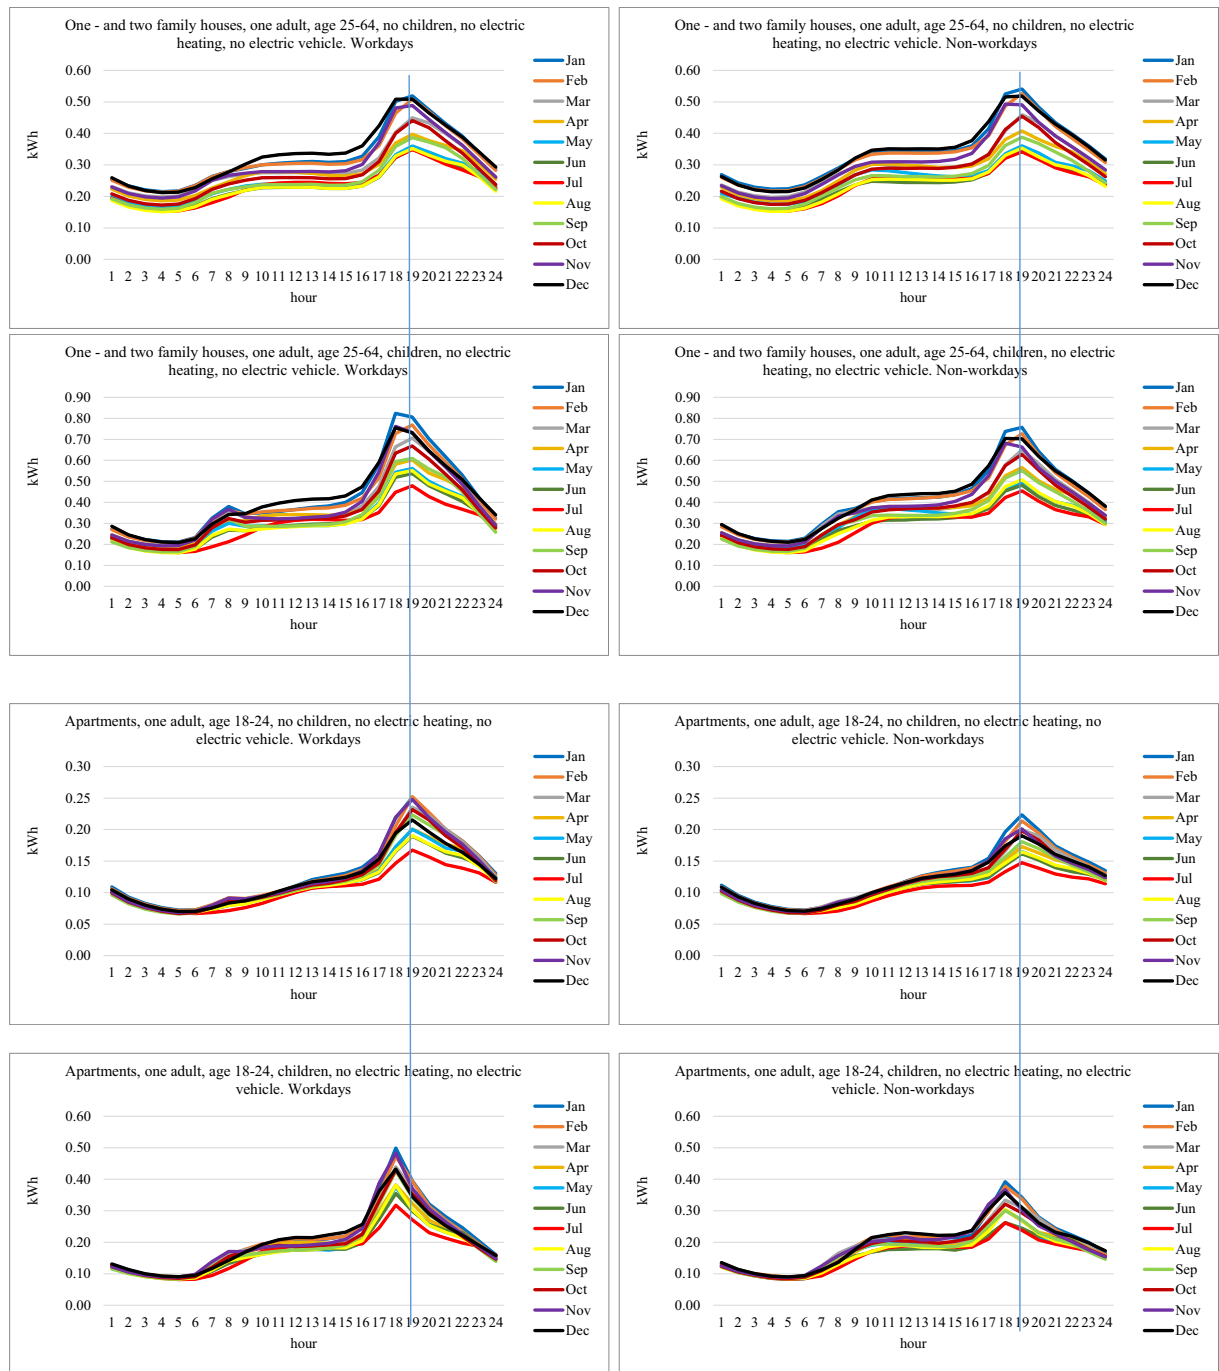 One - and two family houses, one adult, age 25-64, no children, no electric
heating, no electric vehicle. Workdays
0.60
0.50
0.40
0.30
0.20
0.10
0.00
kWh
1 2 3 4 5 6 7 8 9 10 11 12 13 14 15 16 17 18 19 20 21 22 23 24
hour
Jan
Feb
Mar
Apr
May
Jun
Jul
Aug
Sep
Oct
Nov
Dec
One - and two family houses, one adult, age 25-64, no children, no electric
heating, no electric vehicle. Non-workdays
0.60
0.50
0.40
0.30
0.20
0.10
0.00
kWh
1 2 3 4 5 6 7 8 9 10 11 12 13 14 15 16 17 18 19 20 21 22 23 24
hour
Jan
Feb
Mar
Apr
May
Jun
Jul
Aug
Sep
Oct
Nov
Dec
One - and two family houses, one adult, age 25-64, children, no electric
heating, no electric vehicle. Workdays
0.90
0.80
0.70
0.60
0.50
0.40
0.30
0.20
0.10
0.00
kWh
1 2 3 4 5 6 7 8 9 10 11 12 13 14 15 16 17 18 19 20 21 22 23 24
hour
Jan
Feb
Mar
Apr
May
Jun
Jul
Aug
Sep
Oct
Nov
Dec
One - and two family houses, one adult, age 25-64, children, no electric
heating, no electric vehicle. Non-workdays
0.90
0.80
0.70
0.60
0.50
0.40
0.30
0.20
0.10
0.00
kWh
1 2 3 4 5 6 7 8 9 10 11 12 13 14 15 16 17 18 19 20 21 22 23 24
hour
Jan
Feb
Mar
Apr
May
Jun
Jul
Aug
Sep
Oct
Nov
Dec
Apartments, one adult, age 18-24, no children, no electric heating, no
electric vehicle. Workdays
0.30
0.25
0.20
0.15
0.10
0.05
0.00
kWh
1 2 3 4 5 6 7 8 9 10 11 12 13 14 15 16 17 18 19 20 21 22 23 24
hour
Jan
Feb
Mar
Apr
May
Jun
Jul
Aug
Sep
Oct
Nov
Dec
Apartments, one adult, age 18-24, no children, no electric heating, no
electric vehicle. Non-workdays
0.30
0.25
0.20
0.15
0.10
0.05
0.00
kWh
1 2 3 4 5 6 7 8 9 10 11 12 13 14 15 16 17 18 19 20 21 22 23 24
hour
Jan
Feb
Mar
Apr
May
Jun
Jul
Aug
Sep
Oct
Nov
Dec
Apartments, one adult, age 18-24, children, no electric heating, no electric
vehicle. Workdays
0.60
0.50
0.40
0.30
0.20
0.10
0.00
kWh
1 2 3 4 5 6 7 8 9 10 11 12 13 14 15 16 17 18 19 20 21 22 23 24
hour
Jan
Feb
Mar
Apr
May
Jun
Jul
Aug
Sep
Oct
Nov
Dec
Apartments, one adult, age 18-24, children, no electric heating, no electric
vehicle. Non-workdays
0.60
0.50
0.40
0.30
0.20
0.10
0.00
kWh
1 2 3 4 5 6 7 8 9 10 11 12 13 14 15 16 17 18 19 20 21 22 23 24
hour
Jan
Feb
Mar
Apr
May
Jun
Jul
Aug
Sep
Oct
Nov
Dec